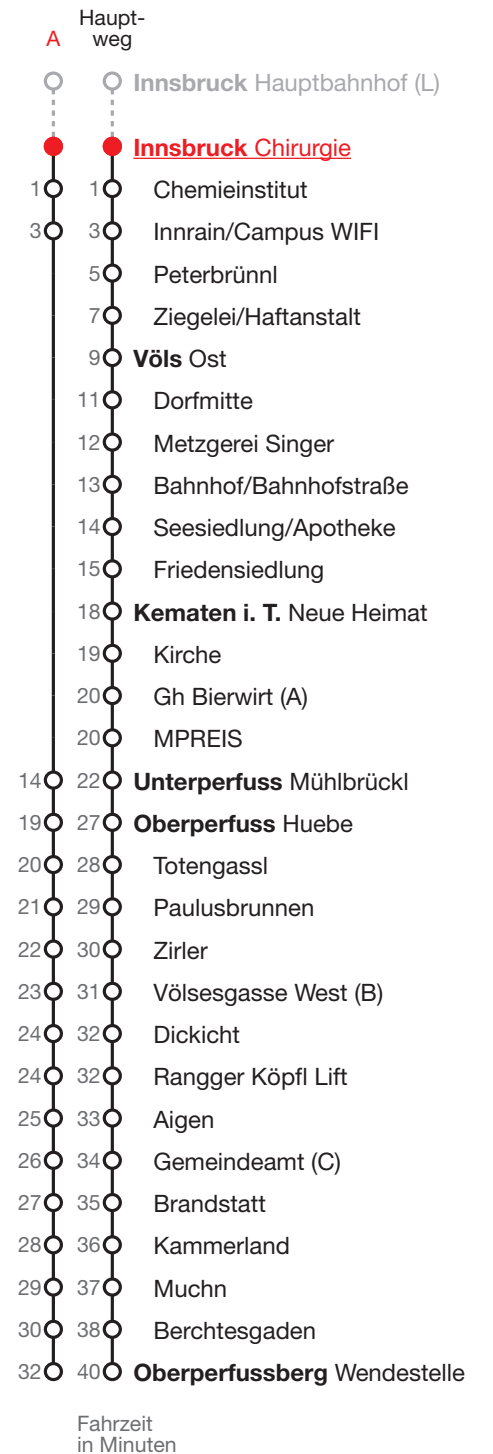 Haupt-
A weg
Innsbruck Hauptbahnhof (L)
Innsbruck Chirurgie
1 1 Chemieinstitut
3 3 Innrain/Campus WIFI
5 Peterbrünnl
7 Ziegelei/Haftanstalt
9 Völs Ost
11 Dorfmitte
12 Metzgerei Singer
13 Bahnhof/Bahnhofstraße
14 Seesiedlung/Apotheke
15 Friedensiedlung
18 Kematen i. T. Neue Heimat
19 Kirche
20 Gh Bierwirt (A)
20 MPREIS
14 22 Unterperfuss Mühlbrückl
19 27 Oberperfuss Huebe
20 28 Totengassl
21 29 Paulusbrunnen
22 30 Zirler
23 31 Völsesgasse West (B)
24 32 Dickicht
24 32 Rangger Köpfl Lift
25 33 Aigen
26 34 Gemeindeamt (C)
27 35 Brandstatt
28 36 Kammerland
29 37 Muchn
30 38 Berchtesgaden
32 40 Oberperfussberg Wendestelle
Fahrzeit
in Minuten